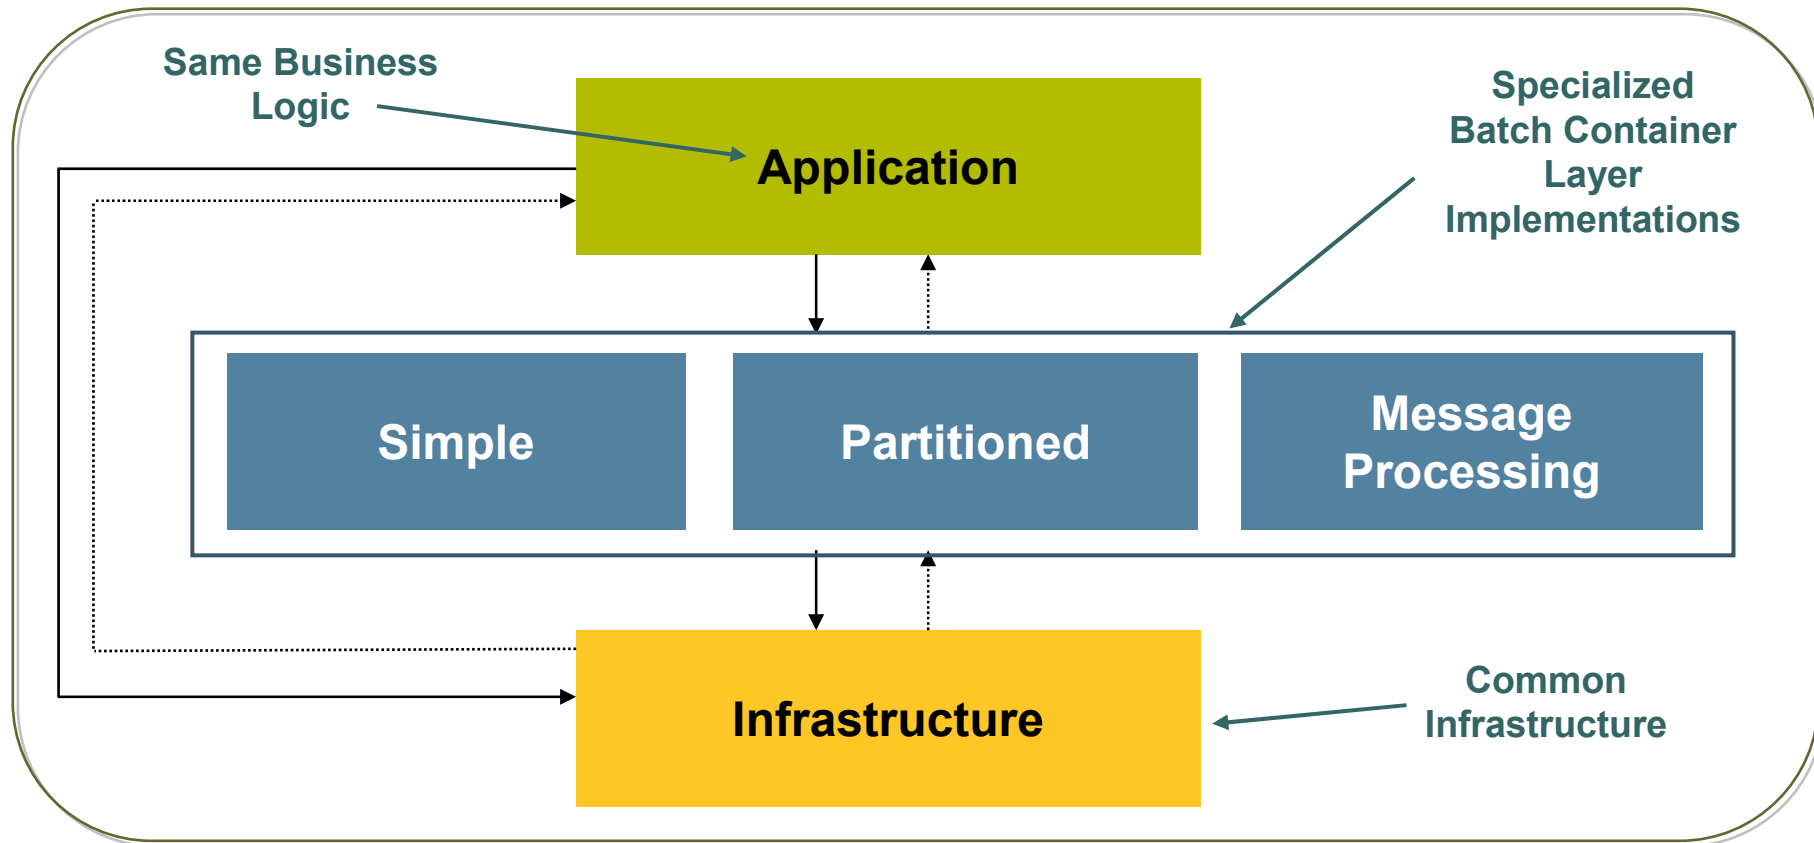 Same Business
Logic
Application
Specialized
Batch Container
Layer
Implementations
Simple
Partitioned
Message
Processing
Infrastructure
Common
Infrastructure